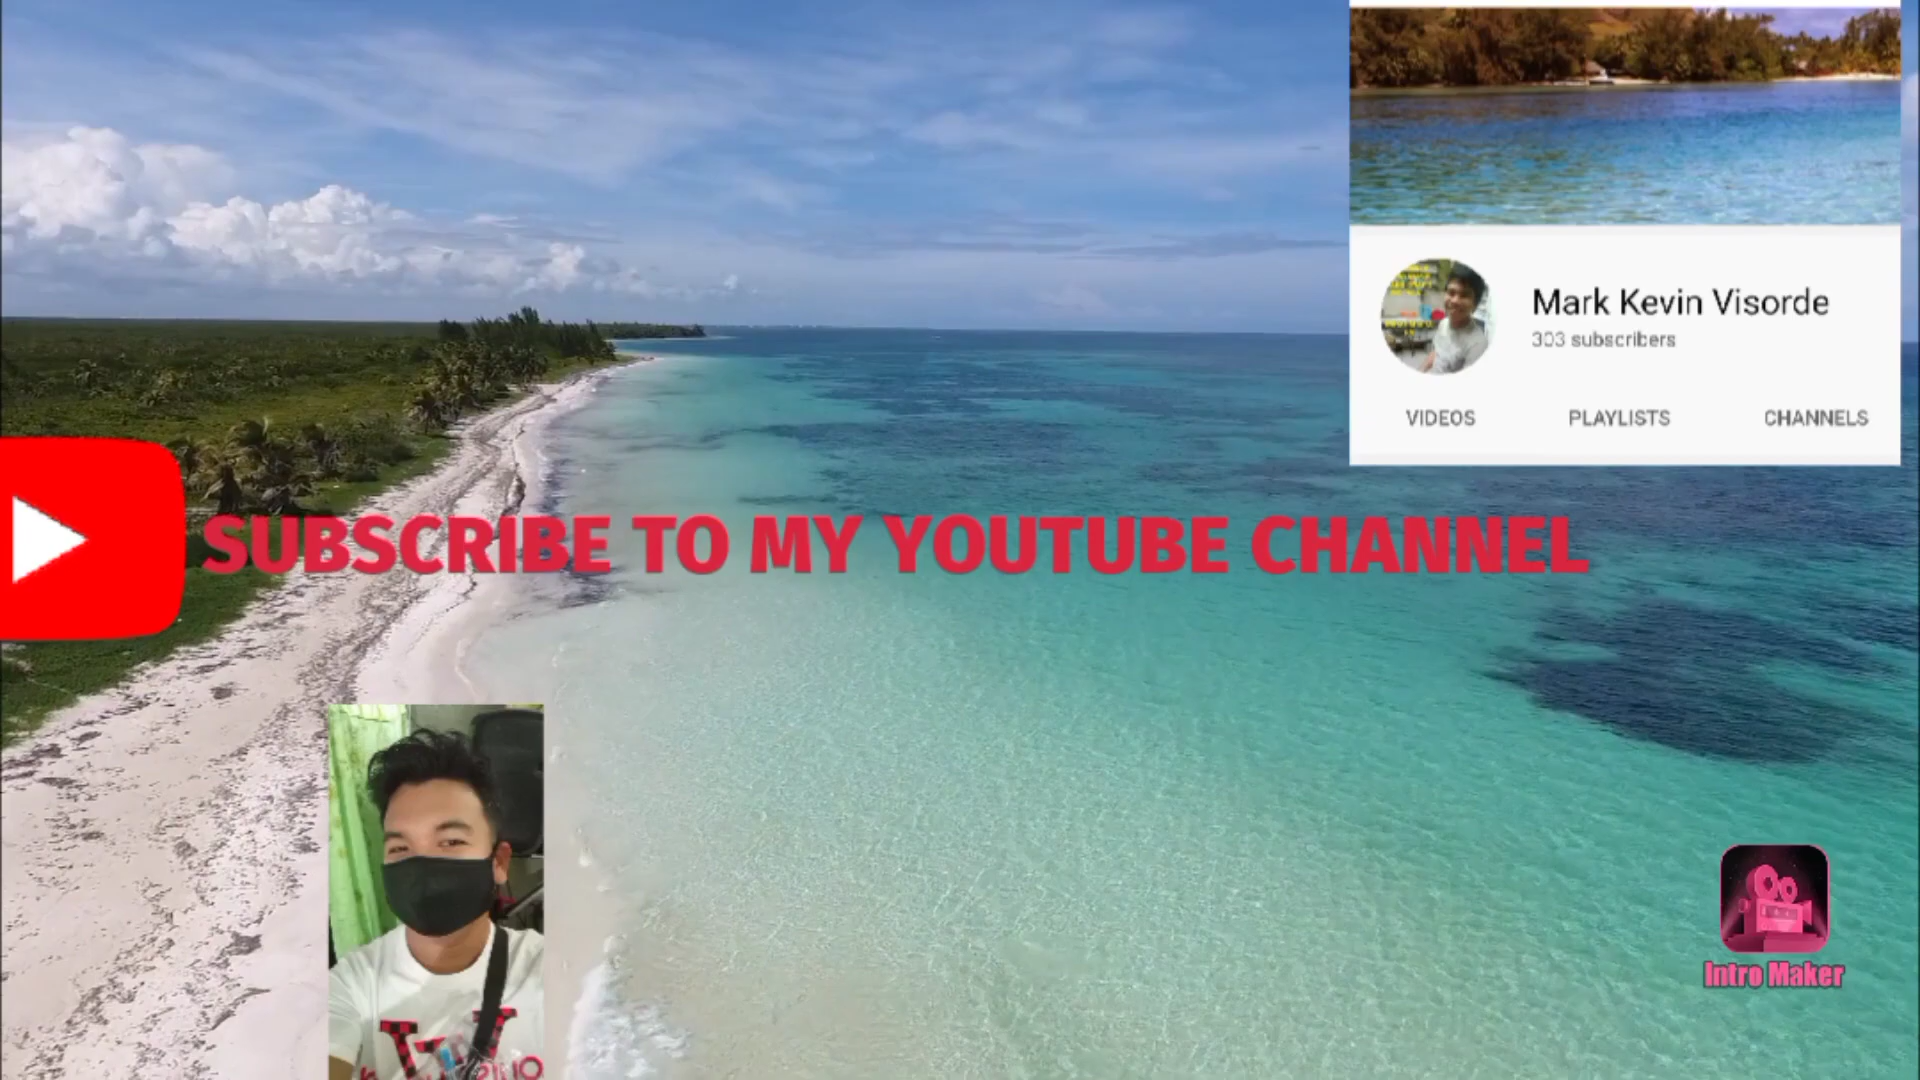 Mark Kevin Visorde
303 subscribers
VIDEOS PLAYLISTS CHANNELS
SUBSCRIBE TO MY YOUTUBE CHANNEL
Intro Maker